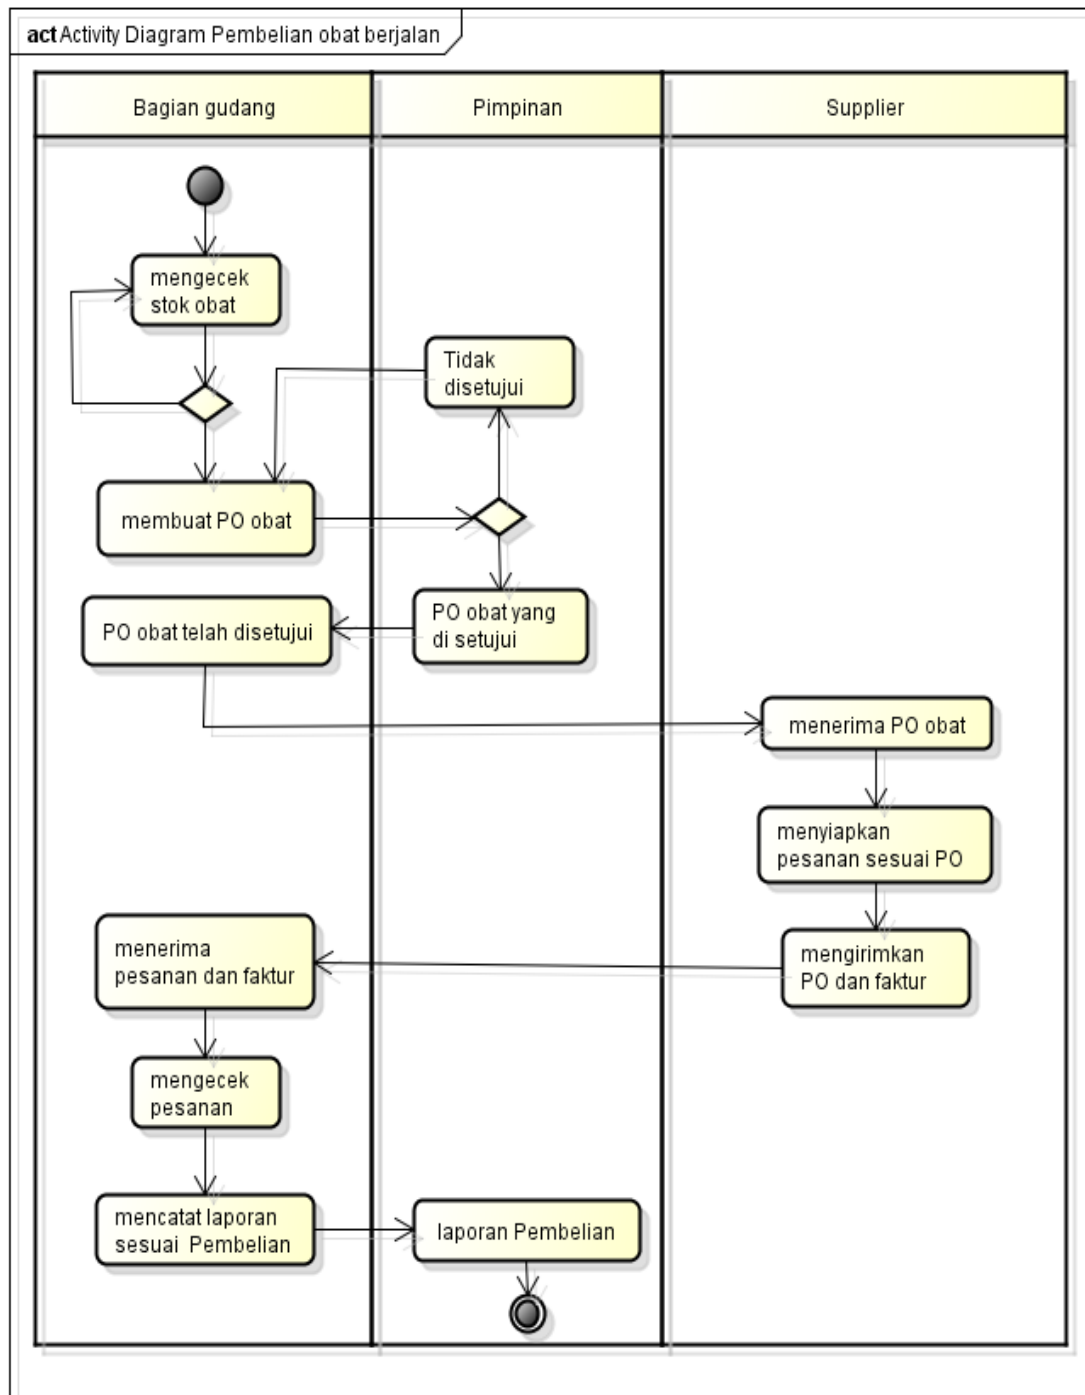 act Activity Diagram Pembelian obat berjalan
Bagian gudang
Pimpinan
Supplier
mengecek
stok obat
Tidak
disetujui
membuat PO obat
PO obat yang
di setujui
PO obat telah disetujui
menerima PO obat
menyiapkan
pesanan sesuai PO
mengirimkan
PO dan faktur
menerima
pesanan dan faktur
mengecek
pesanan
mencatat laporan
sesuai  Pembelian
laporan Pembelian